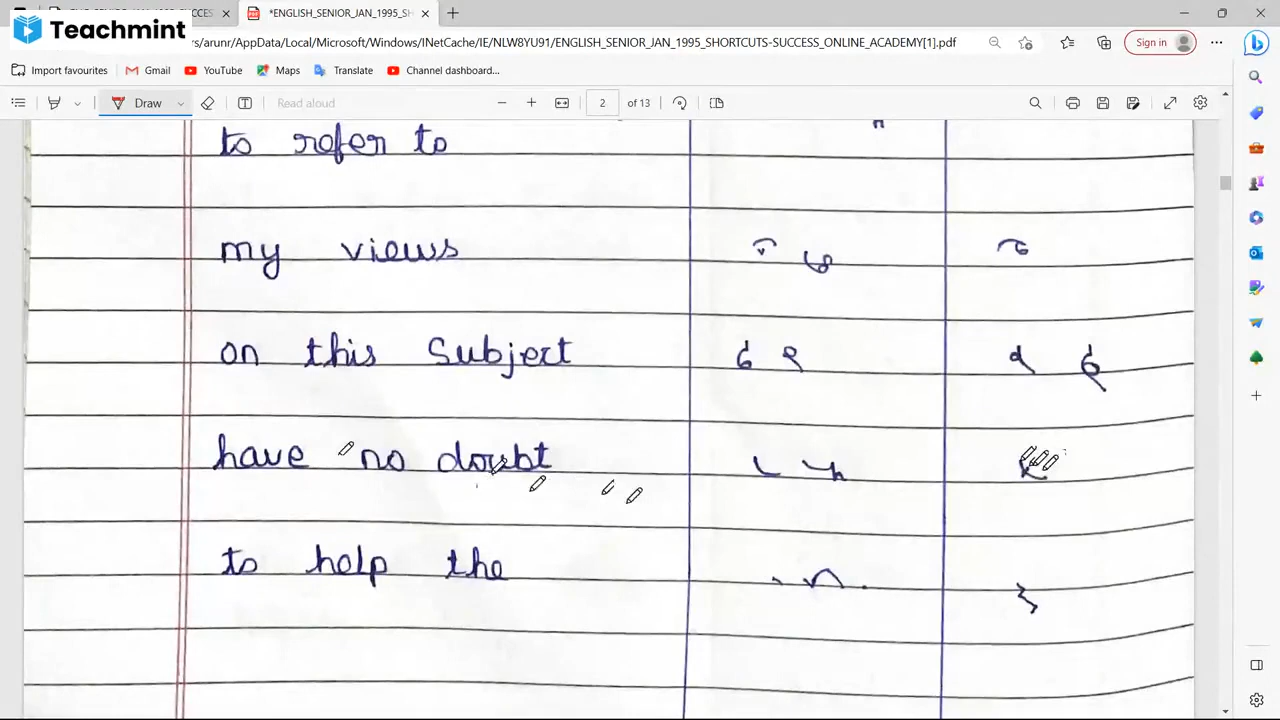 ENGLISH_SENIOR_JAN_1995_SH
Teachmint
s/arunr/AppData/Local/Microsoft/Windows/INetCache/IE/NLW8YU91/ENGLISH_SENIOR_JAN_1995_SHORTCUTS-SUCCESS_ONLINE_ACADEMY[1].pdf
Sign in
Import favourites Gmail YouTube Maps Translate Channel dashboard...
Draw Read aloud 2 of 13
to refer to
my views
on this Subject
have no doubt
to help the